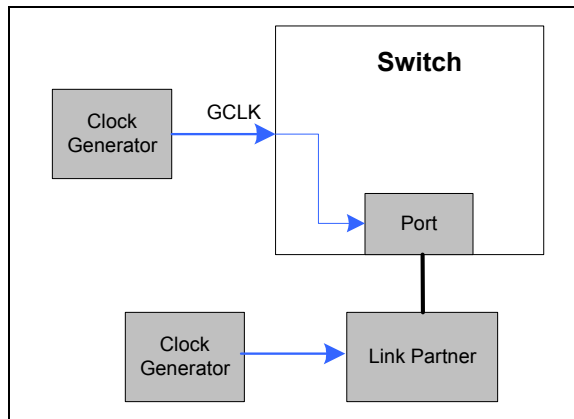 Switch
Clock
Generator
GCLK
Port
Clock
Generator
Link Partner